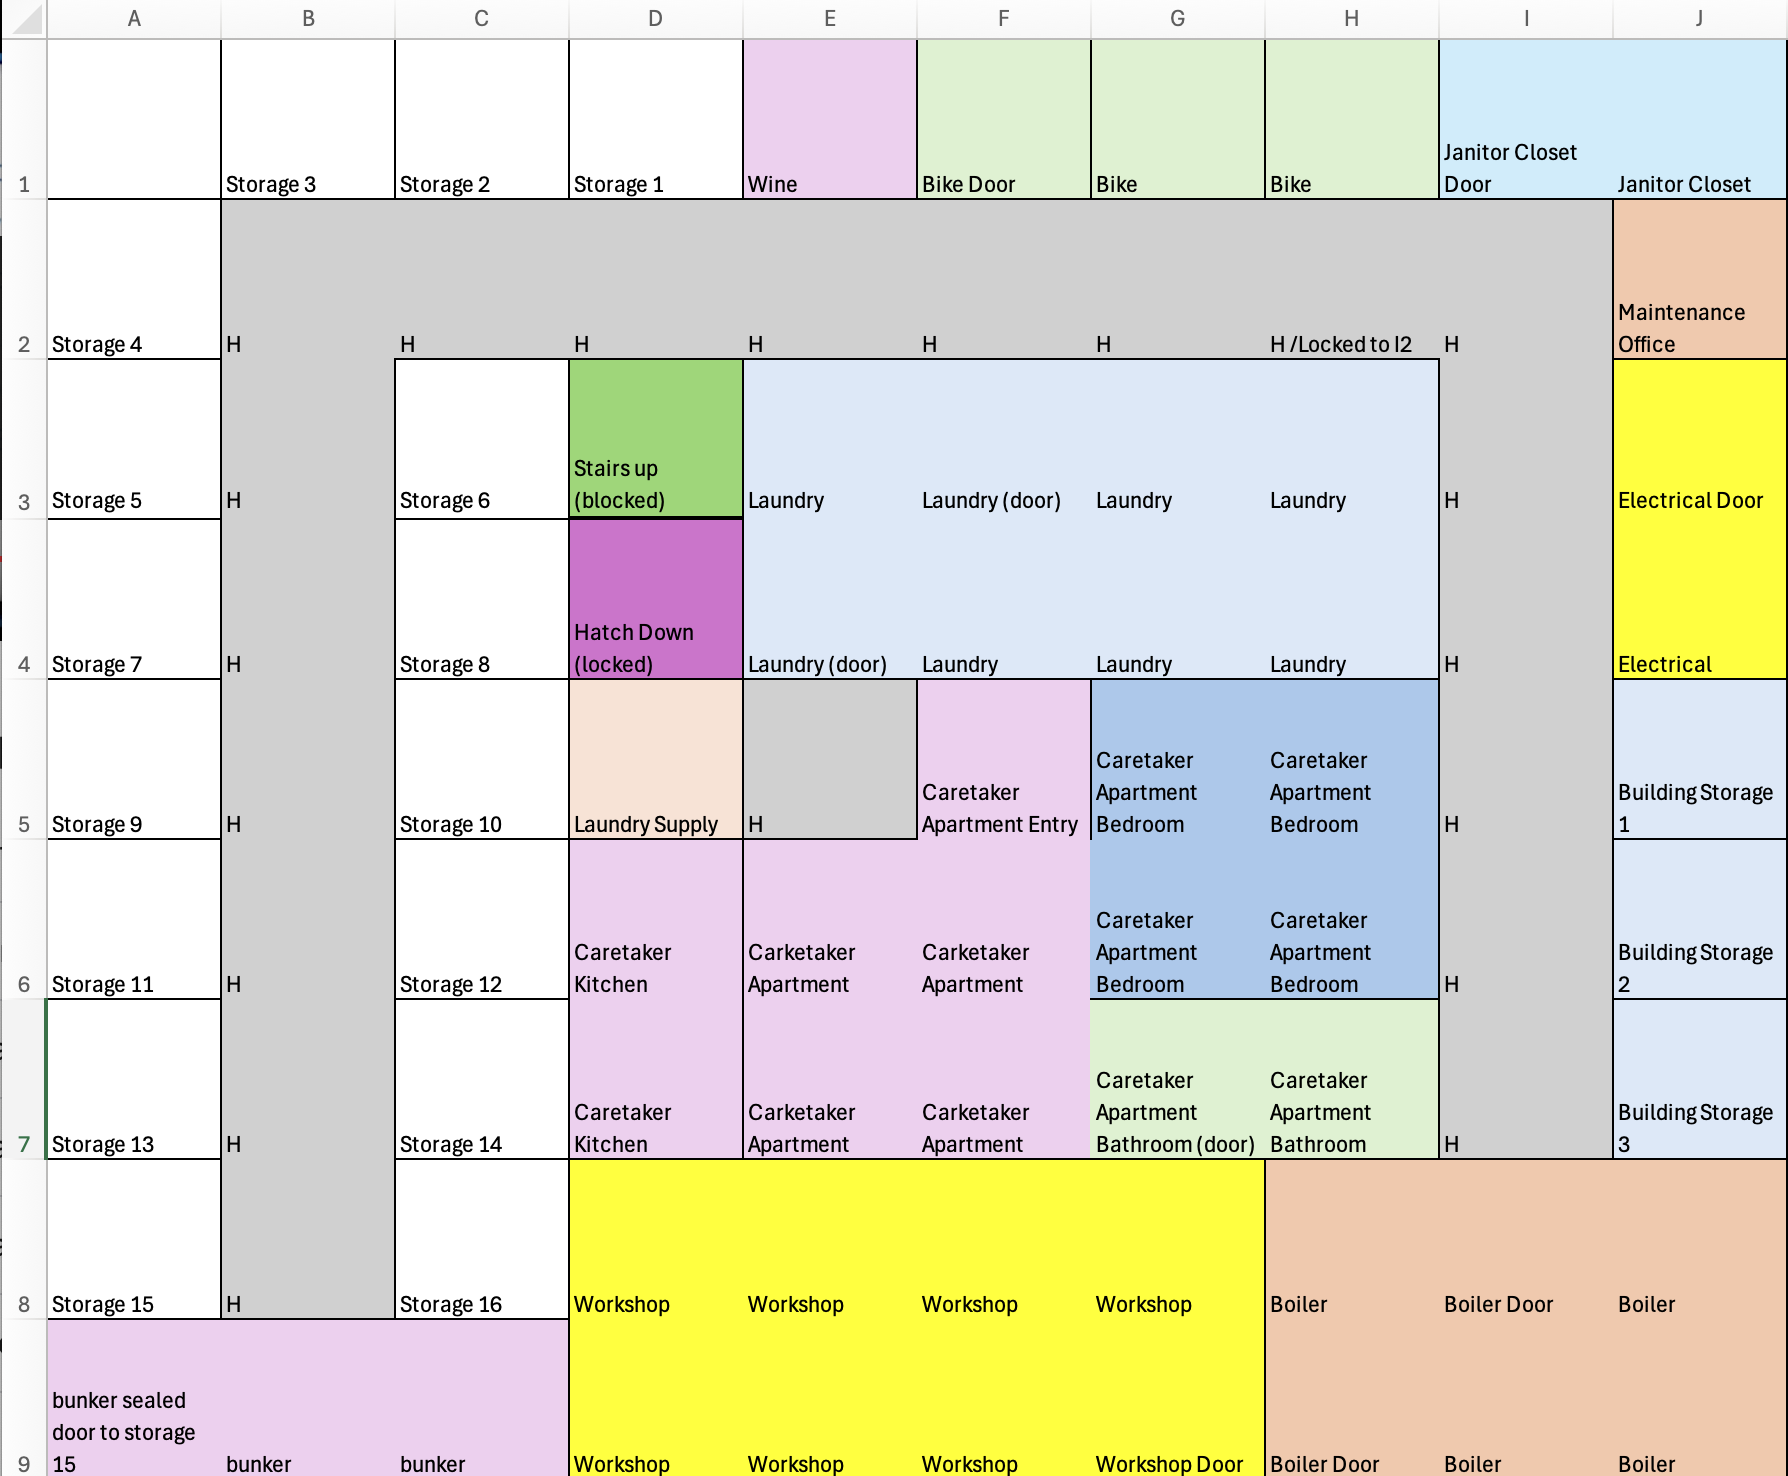 A B C D E F G H I J
1 Storage 3 Storage 2 Storage 1 Wine Bike Door Bike Bike Janitor Closet Door Janitor Closet
2 Storage 4 H H H H H H H /Locked to I2 H Maintenance Office
3 Storage 5 H Storage 6 Stairs up (blocked) Laundry Laundry (door) Laundry Laundry H Electrical Door
4 Storage 7 H Storage 8 Hatch Down (locked) Laundry (door) Laundry Laundry Laundry H Electrical
5 Storage 9 H Storage 10 Laundry Supply H Caretaker Apartment Entry Caretaker Apartment Bedroom Caretaker Apartment Bedroom H Building Storage 1
6 Storage 11 H Storage 12 Caretaker Kitchen Carketaker Apartment Carketaker Apartment Caretaker Apartment Bedroom Caretaker Apartment Bedroom H Building Storage 2
7 Storage 13 H Storage 14 Caretaker Kitchen Carketaker Apartment Carketaker Apartment Caretaker Apartment Bathroom (door) Caretaker Apartment Bathroom H Building Storage 3
8 Storage 15 H Storage 16 Workshop Workshop Workshop Workshop Boiler Boiler Door Boiler
9 bunker sealed door to storage 15 bunker bunker Workshop Workshop Workshop Workshop Door Boiler Door Boiler Boiler